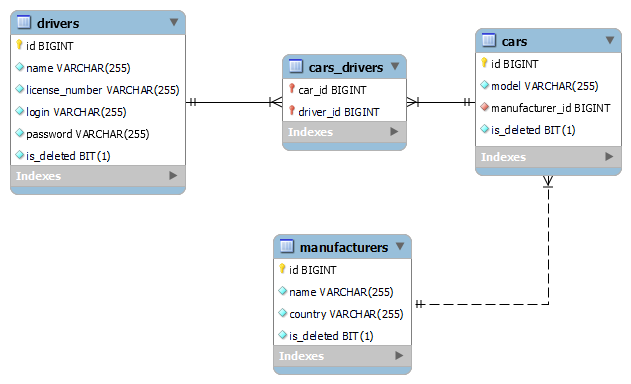 drivers
id BIGINT
name VARCHAR(255)
license_number VARCHAR(255)
login VARCHAR(255)
password VARCHAR(255)
is_deleted BIT(1)
Indexes
cars_drivers
car_id BIGINT
driver_id BIGINT
Indexes
cars
id BIGINT
model VARCHAR(255)
manufacturer_id BIGINT
is_deleted BIT(1)
Indexes
manufacturers
id BIGINT
name VARCHAR(255)
country VARCHAR(255)
is_deleted BIT(1)
Indexes